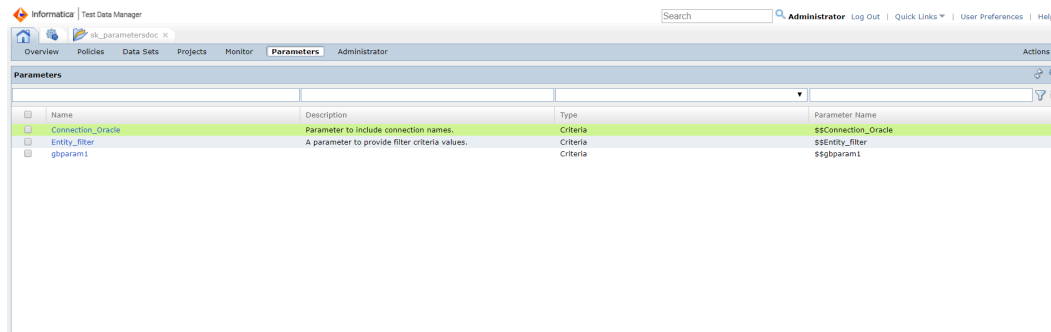 Informatica Test Data Manager
Search Administrator Log Out | Quick Links | User Preferences | Help
sk_parametersdoc
Overview Policies Data Sets Projects Monitor Parameters Administrator Actions
Parameters
Name Description Type Parameter Name
Connection_Oracle Parameter to include connection names. Criteria $$Connection_Oracle
Entity_filter A parameter to provide filter criteria values. Criteria $$Entity_filter
gbparam1 Criteria $$gbparam1